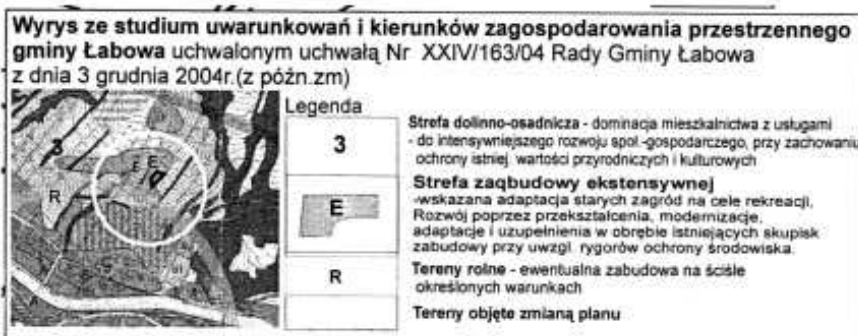 Wyrys ze studium uwarunkowań i kierunków zagospodarowania przestrzennego
gminy Łabowa uchwalonym uchwałą Nr XXIV/163/04 Rady Gminy Łabowa
z dnia 3 grudnia 2004r.(z późn.zm)
Legenda
3
Strefa dolinno-osadnicza - dominacja mieszkalnictwa z usługami
- do intensywniejszego rozwoju społ.-gospodarczego, przy zachowaniu
ochrony istniej. wartości przyrodniczych i kulturowych
E
Strefa zaqbudowy ekstensywnej
-wskazana adaptacja starych zagród na cele rekreacji.
Rozwój poprzez przekształcenia, modernizacje,
adaptacje i uzupełnienia w obrębie istniejących skupisk
zabudowy przy uwzgl. rygorów ochrony środowiska.
R
Tereny rolne - ewentualna zabudowa na ściśle
określonych warunkach
Tereny objęte zmianą planu
3
E
E
R